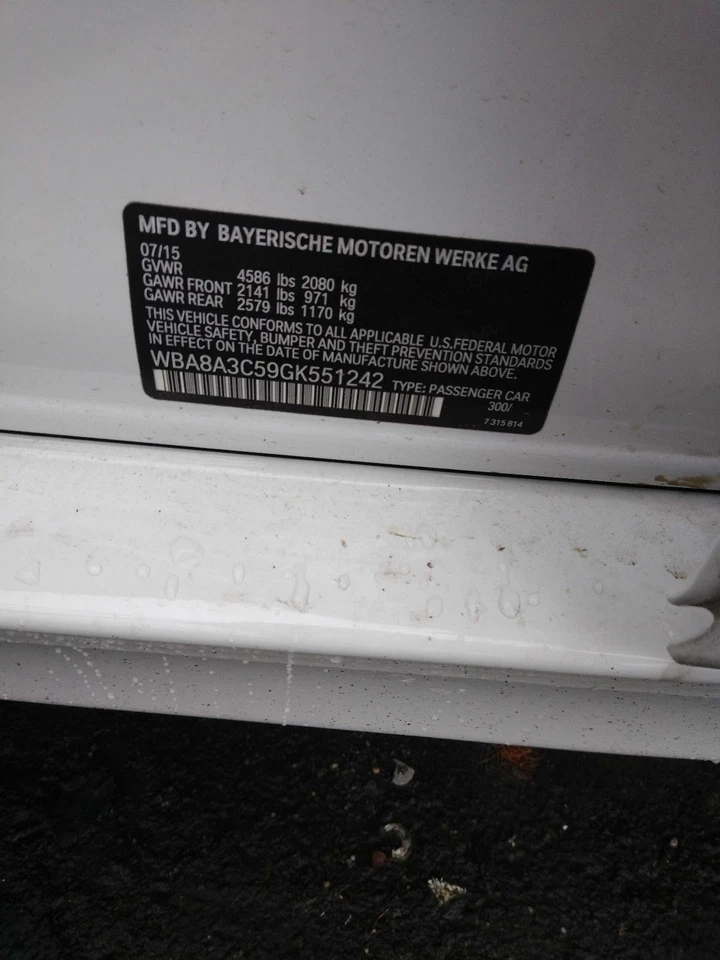 MFD BY BAYERISCHE MOTOREN WERKE AG
07/15
GVWR 4586 lbs 2080 kg
GAWR FRONT 2141 lbs 971 kg
GAWR REAR 2579 lbs 1170 kg
THIS VEHICLE CONFORMS TO ALL APPLICABLE U.S.FEDERAL MOTOR
VEHICLE SAFETY, BUMPER AND THEFT PREVENTION STANDARDS
IN EFFECT ON THE DATE OF MANUFACTURE SHOWN ABOVE.
WBA8A3C59GK551242 TYPE: PASSENGER CAR
300/
7 315 814